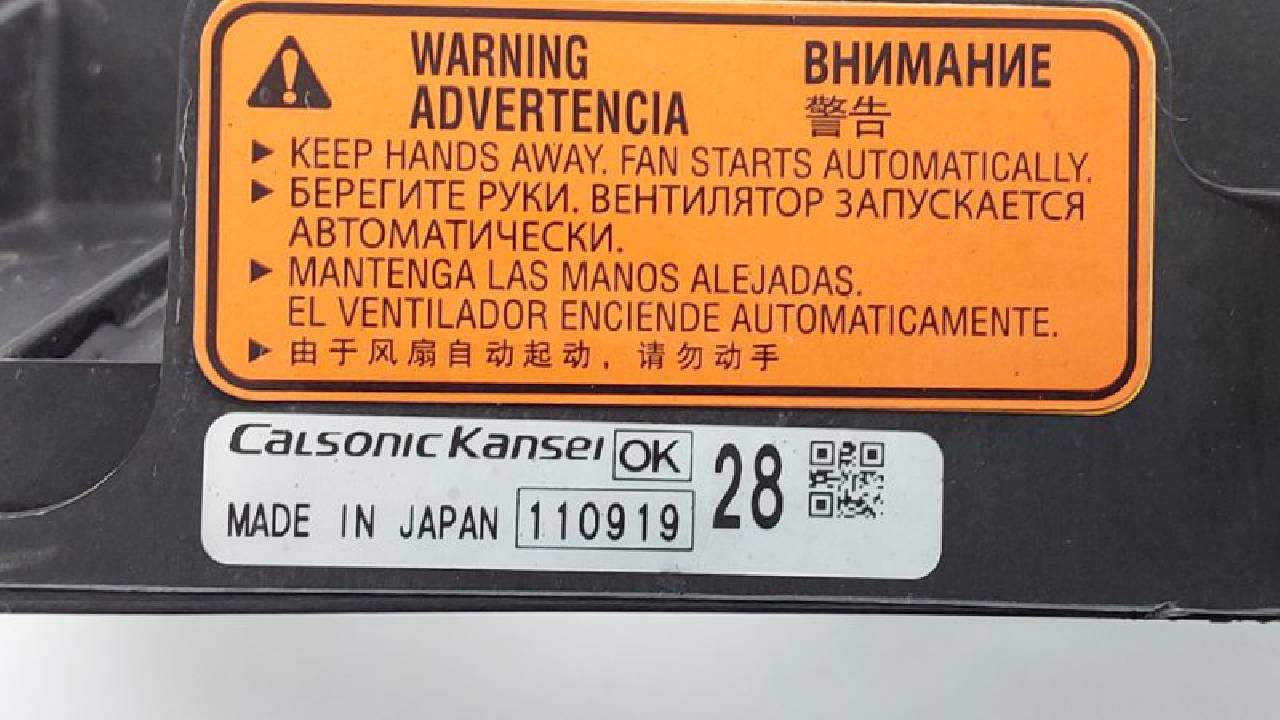 WARNING
ADVERTENCIA
ВНИМАНИЕ
警告
KEEP HANDS AWAY. FAN STARTS AUTOMATICALLY.
БЕРЕГИТЕ РУКИ. ВЕНТИЛЯТОР ЗАПУСКАЕТСЯ
АВТОМАТИЧЕСКИ.
MANTENGA LAS MANOS ALEJADAS.
EL VENTILADOR ENCIENDE AUTOMATICAMENTE.
由于风扇自动起动，请勿动手
CALSONIC KANSEI OK 28
MADE IN JAPAN 110919